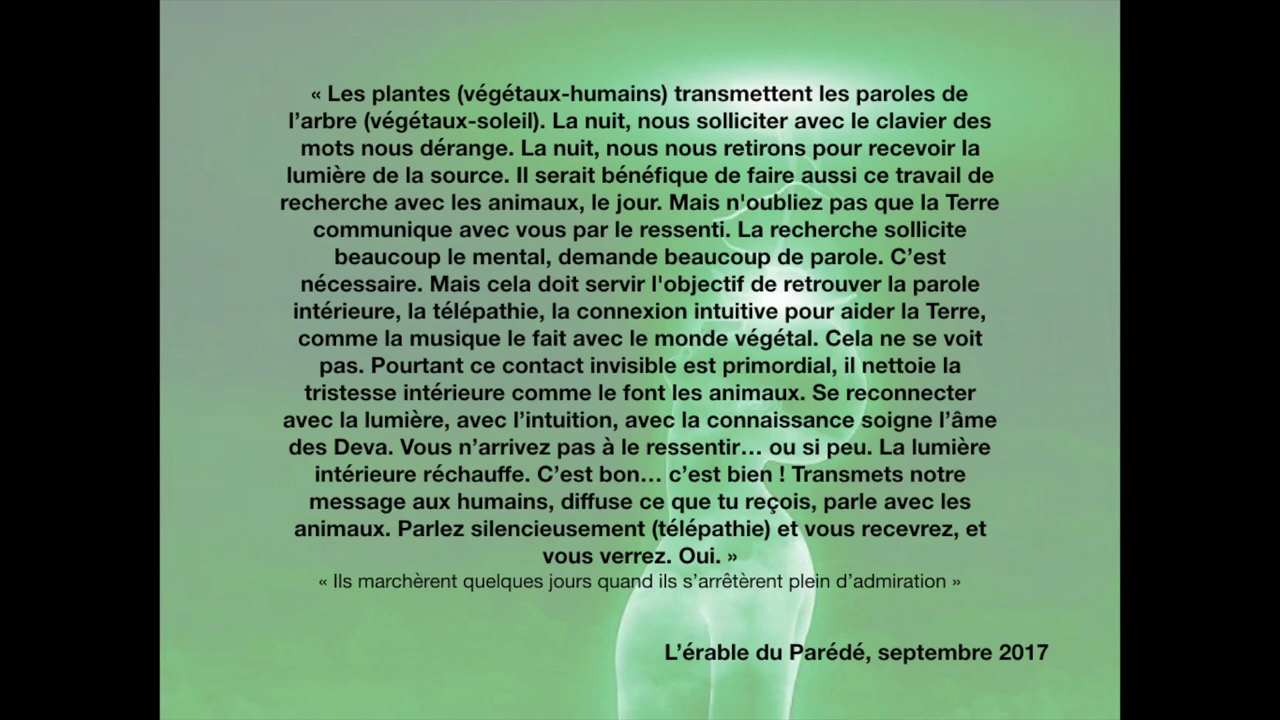 « Les plantes (végétaux-humains) transmettent les paroles de
l’arbre (végétaux-soleil). La nuit, nous solliciter avec le clavier des
mots nous dérange. La nuit, nous nous retirons pour recevoir la
lumière de la source. Il serait bénéfique de faire aussi ce travail de
recherche avec les animaux, le jour. Mais n'oubliez pas que la Terre
communique avec vous par le ressenti. La recherche sollicite
beaucoup le mental, demande beaucoup de parole. C’est
nécessaire. Mais cela doit servir l'objectif de retrouver la parole
intérieure, la télépathie, la connexion intuitive pour aider la Terre,
comme la musique le fait avec le monde végétal. Cela ne se voit
pas. Pourtant ce contact invisible est primordial, il nettoie la
tristesse intérieure comme le font les animaux. Se reconnecter
avec la lumière, avec l’intuition, avec la connaissance soigne l’âme
des Deva. Vous n’arrivez pas à le ressentir… ou si peu. La lumière
intérieure réchauffe. C’est bon… c’est bien ! Transmets notre
message aux humains, diffuse ce que tu reçois, parle avec les
animaux. Parlez silencieusement (télépathie) et vous recevrez, et
vous verrez. Oui. »
« Ils marchèrent quelques jours quand ils s’arrêtèrent plein d’admiration »
L’érable du Parédé, septembre 2017